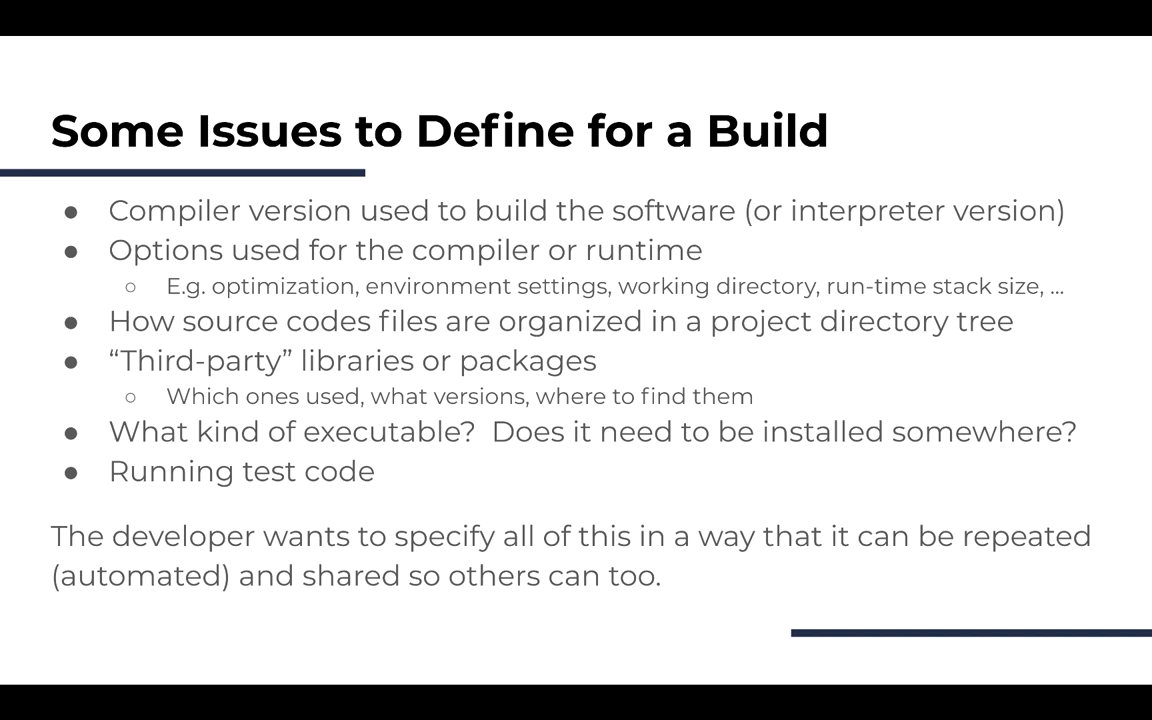 Some Issues to Define for a Build
● Compiler version used to build the software (or interpreter version)
● Options used for the compiler or runtime
○ E.g. optimization, environment settings, working directory, run-time stack size, ...
● How source codes files are organized in a project directory tree
● “Third-party” libraries or packages
○ Which ones used, what versions, where to find them
● What kind of executable?  Does it need to be installed somewhere?
● Running test code
The developer wants to specify all of this in a way that it can be repeated
(automated) and shared so others can too.